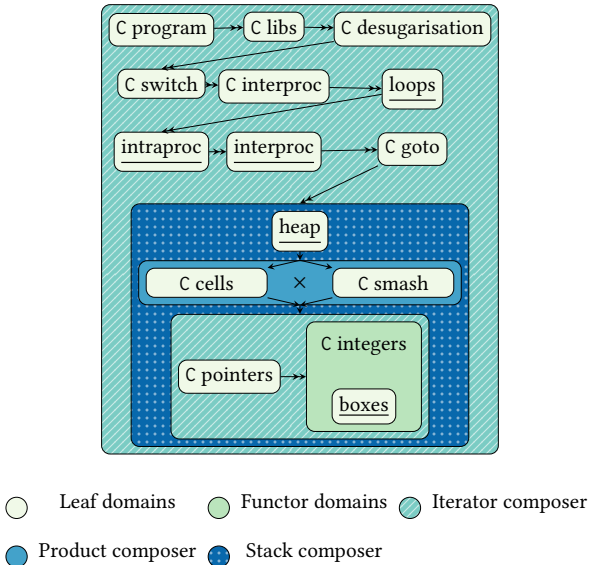 C program C libs C desugarisation
C switch C interproc loops
intraproc interproc C goto
heap
C cells × C smash
C integers
C pointers
boxes
Leaf domains Functor domains Iterator composer
Product composer Stack composer